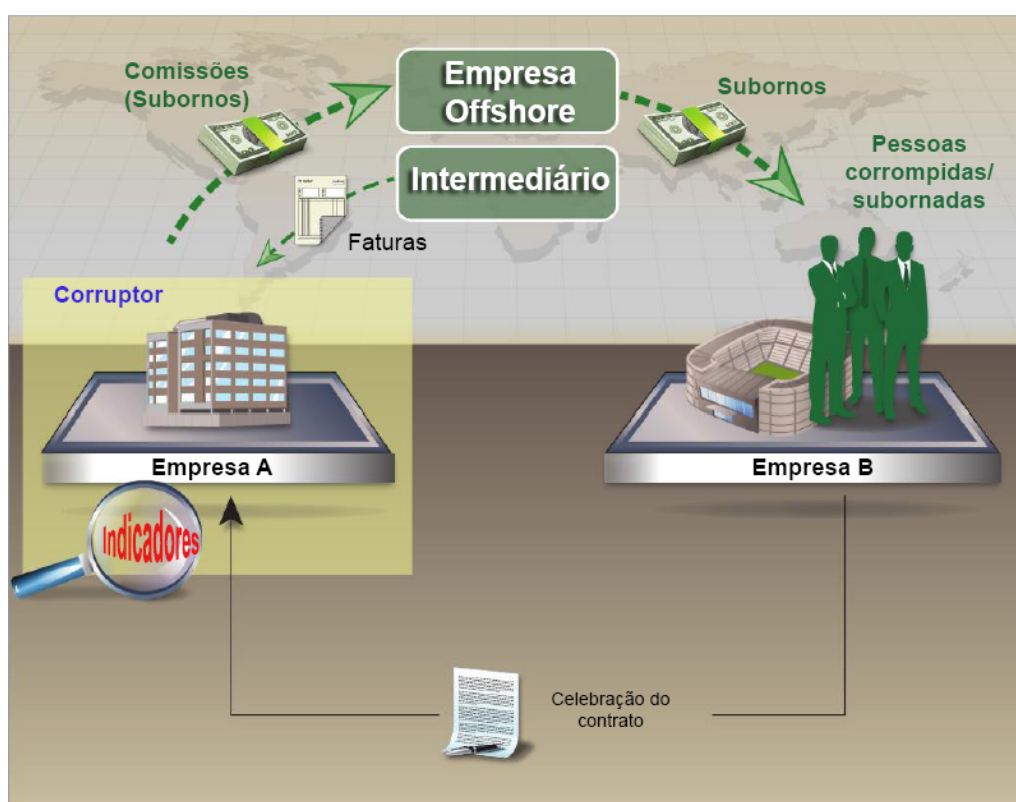 Comissões
(Subornos)
Empresa
Offshore
Subornos
Intermediário
Pessoas
corrompidas/
subornadas
Faturas
Corruptor
Empresa A
Empresa B
Indicadores
Celebração do
contrato